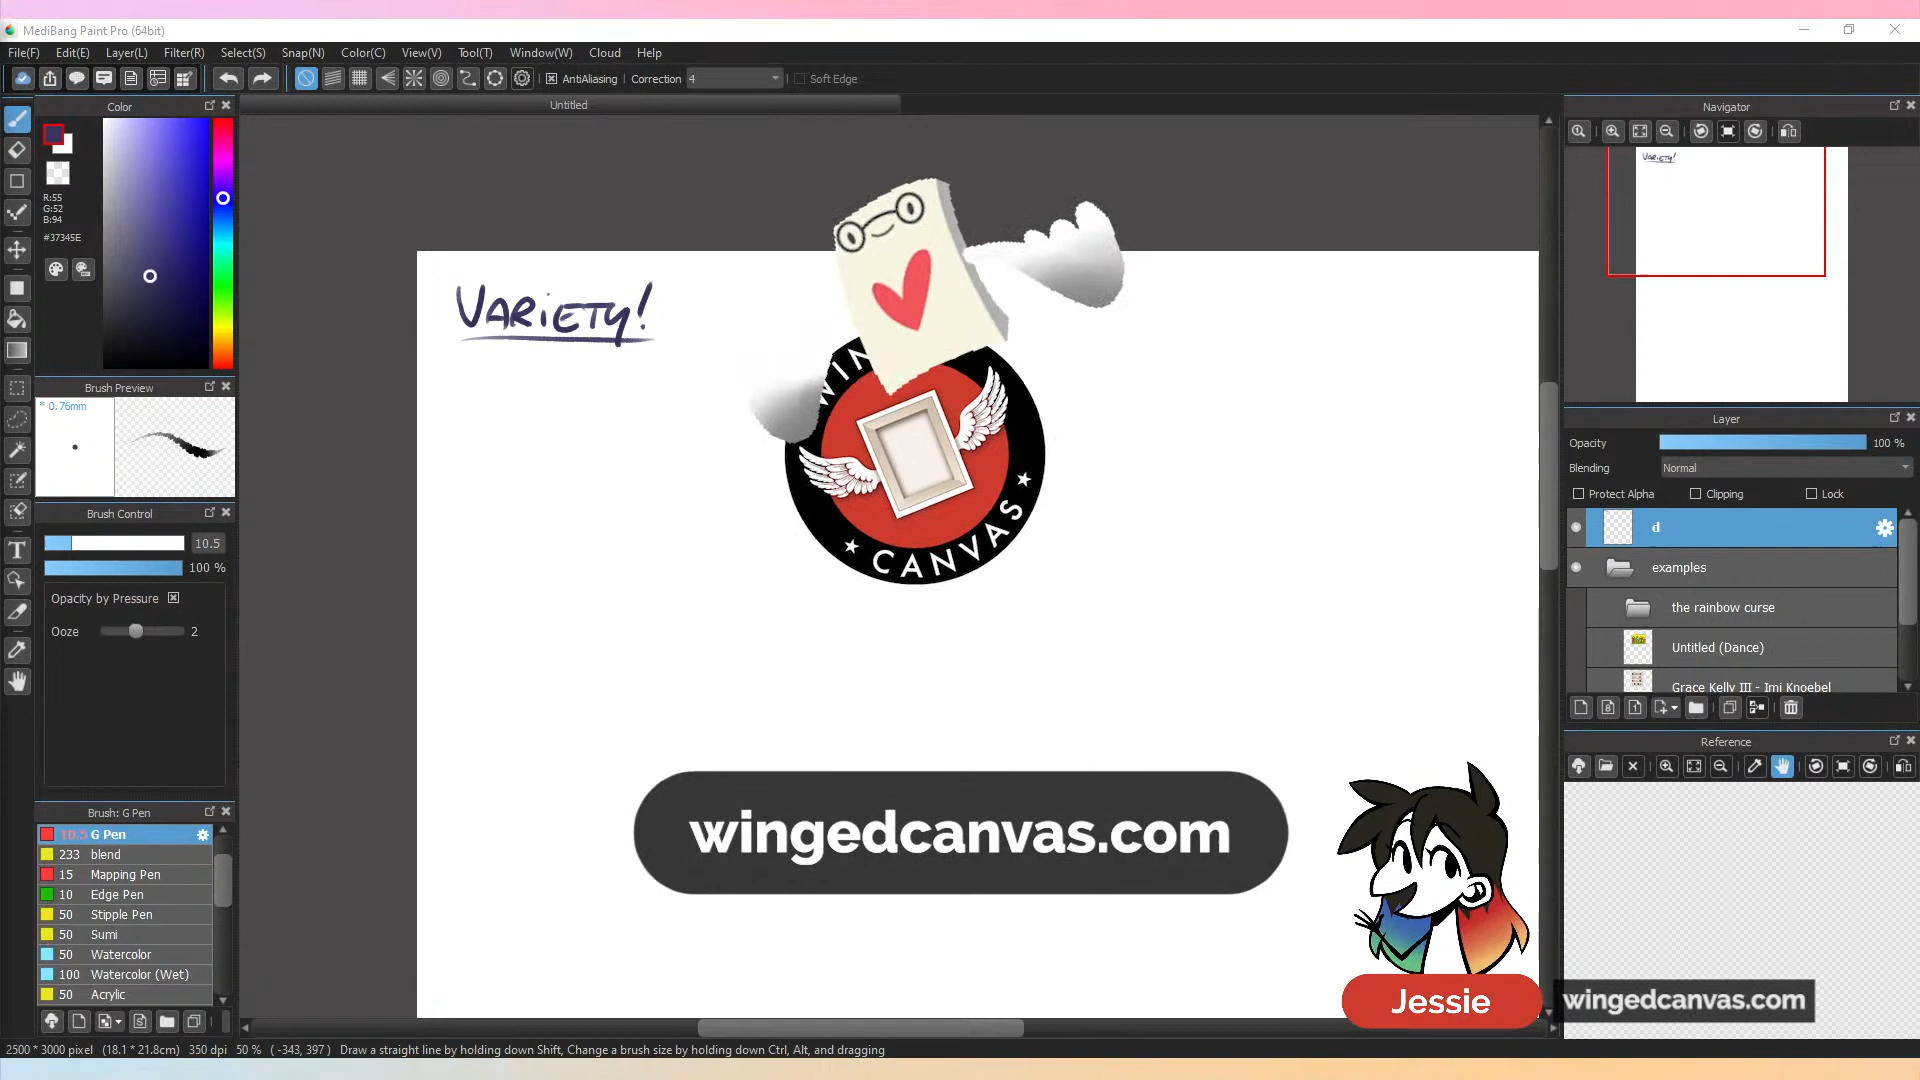 MediBang Paint Pro (64bit)
File(F) Edit(E) Layer(L) Filter(R) Select(S) Snap(N) Color(C) View(V) Tool(T) Window(W) Cloud Help
AntiAliasing Correction 4 Soft Edge
Color
Untitled
Navigator
R:55
G:52
B:94
#37345E
VARiETY!
VARiETY!
WIN
CANVAS
Brush Preview
* 0.76mm
Layer
Opacity 100 %
Blending Normal
Protect Alpha Clipping Lock
d
examples
the rainbow curse
Untitled (Dance)
Grace Kelly III - Imi Knoebel
Brush Control
10.5
100 %
Opacity by Pressure
Ooze 2
Reference
Brush: G Pen
10.5 G Pen
233 blend
15 Mapping Pen
10 Edge Pen
50 Stipple Pen
50 Sumi
50 Watercolor
100 Watercolor (Wet)
50 Acrylic
wingedcanvas.com
Jessie
wingedcanvas.com
2500 * 3000 pixel (18.1 * 21.8cm) 350 dpi 50 % ( -343, 397 ) Draw a straight line by holding down Shift, Change a brush size by holding down Ctrl, Alt, and dragging